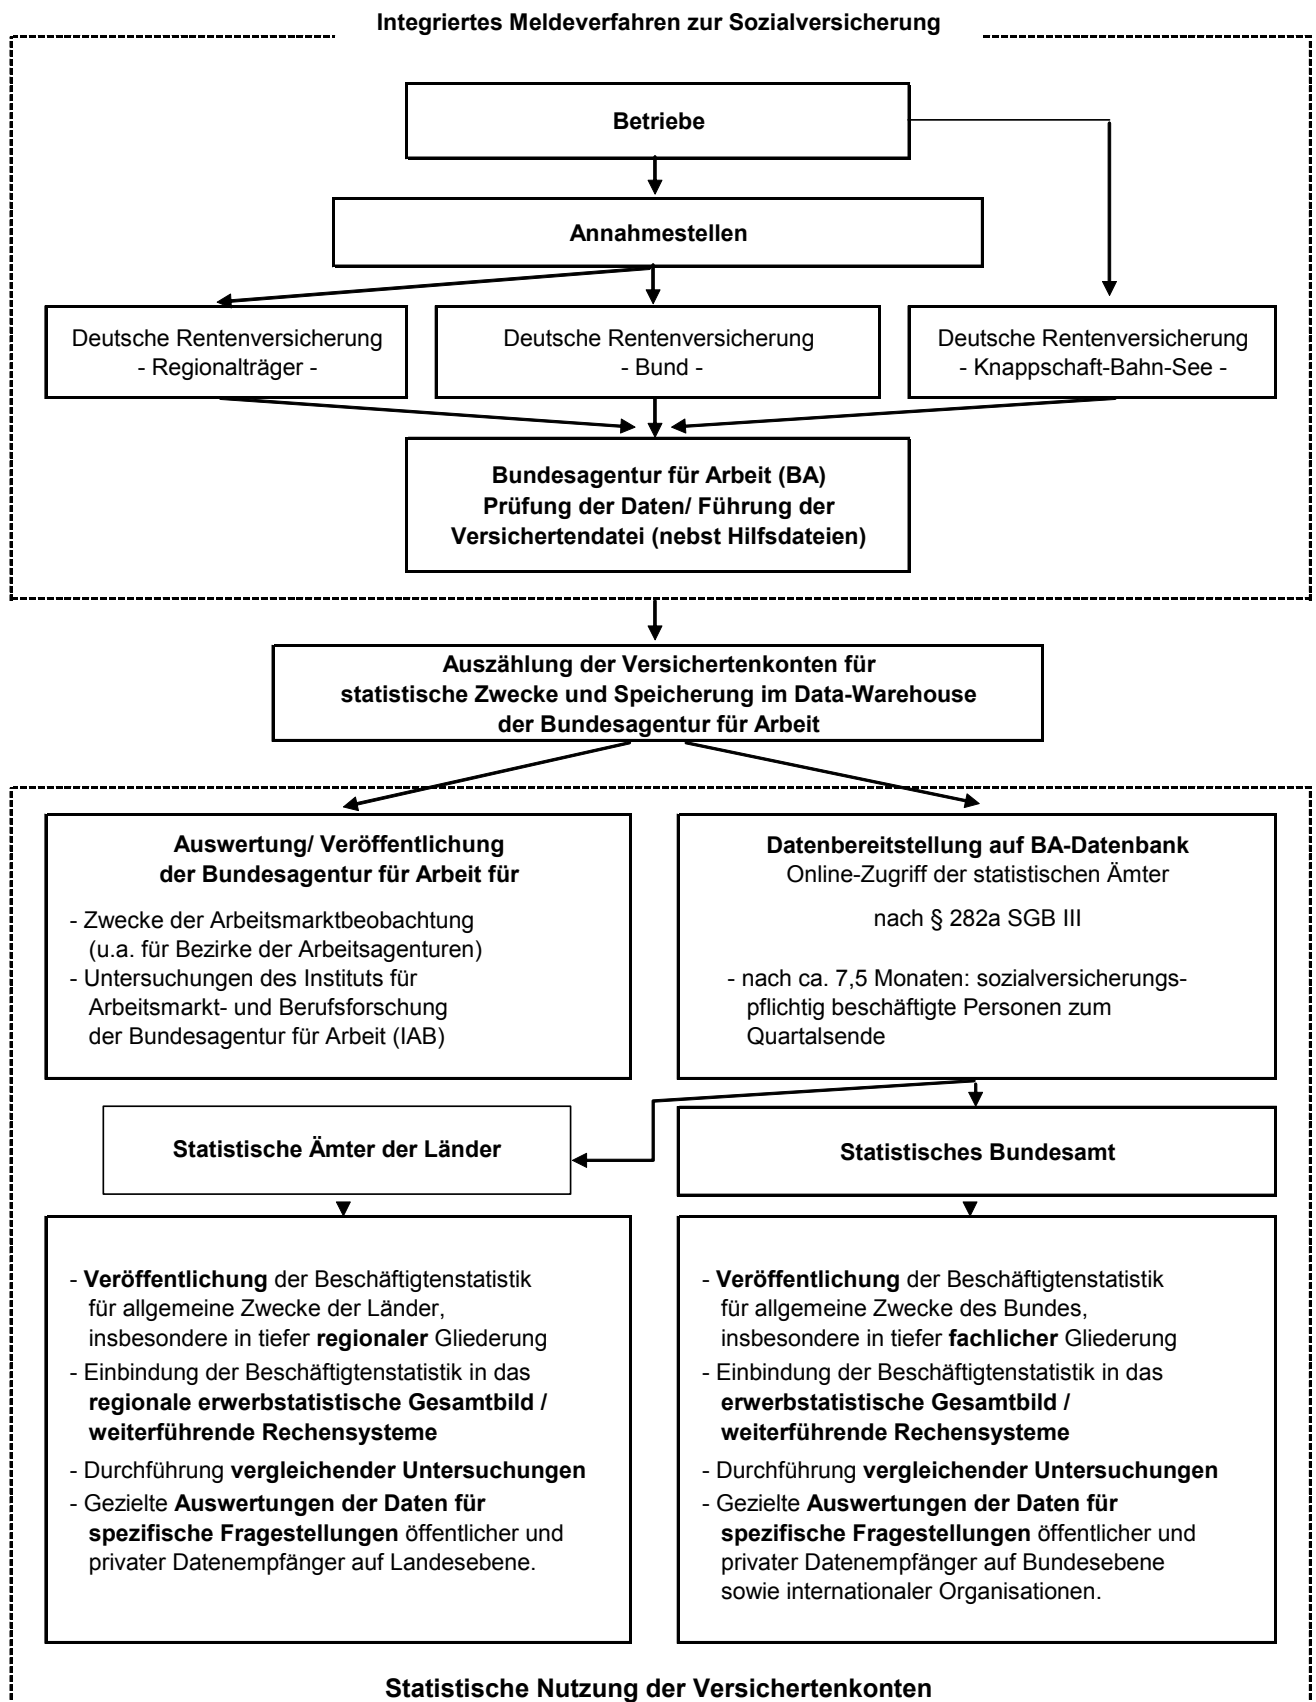 Integriertes Meldeverfahren zur Sozialversicherung
Betriebe
Annahmestellen
Deutsche Rentenversicherung
- Regionalträger -
Deutsche Rentenversicherung
- Bund -
Deutsche Rentenversicherung
- Knappschaft-Bahn-See -
Bundesagentur für Arbeit (BA)
Prüfung der Daten/ Führung der
Versichertendatei (nebst Hilfsdateien)
Auszählung der Versichertenkonten für
statistische Zwecke und Speicherung im Data-Warehouse
der Bundesagentur für Arbeit
Auswertung/ Veröffentlichung
der Bundesagentur für Arbeit für
- Zwecke der Arbeitsmarktbeobachtung
(u.a. für Bezirke der Arbeitsagenturen)
- Untersuchungen des Instituts für
Arbeitsmarkt- und Berufsforschung
der Bundesagentur für Arbeit (IAB)
Datenbereitstellung auf BA-Datenbank
Online-Zugriff der statistischen Ämter
nach § 282a SGB III
- nach ca. 7,5 Monaten: sozialversicherungs-
pflichtig beschäftigte Personen zum
Quartalsende
Statistische Ämter der Länder
Statistisches Bundesamt
- Veröffentlichung der Beschäftigtenstatistik
für allgemeine Zwecke der Länder,
insbesondere in tiefer regionaler Gliederung
- Einbindung der Beschäftigtenstatistik in das
regionale erwerbstatistische Gesamtbild /
weiterführende Rechensysteme
- Durchführung vergleichender Untersuchungen
- Gezielte Auswertungen der Daten für
spezifische Fragestellungen öffentlicher und
privater Datenempfänger auf Landesebene.
- Veröffentlichung der Beschäftigtenstatistik
für allgemeine Zwecke des Bundes,
insbesondere in tiefer fachlicher Gliederung
- Einbindung der Beschäftigtenstatistik in das
erwerbstatistische Gesamtbild /
weiterführende Rechensysteme
- Durchführung vergleichender Untersuchungen
- Gezielte Auswertungen der Daten für
spezifische Fragestellungen öffentlicher und
privater Datenempfänger auf Bundesebene
sowie internationaler Organisationen.
Statistische Nutzung der Versichertenkonten